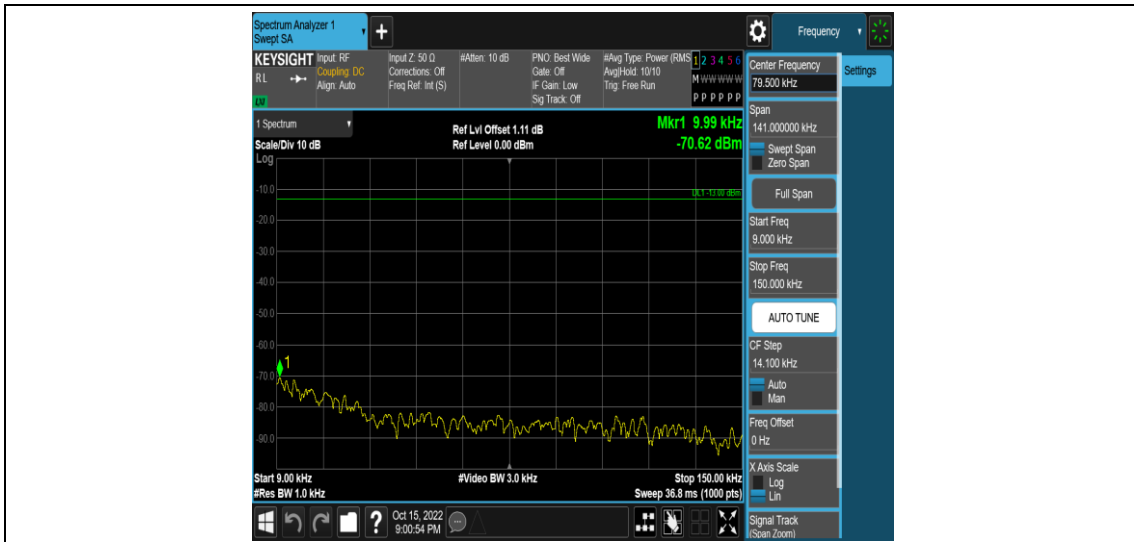 Spectrum Analyzer 1
Swept SA
+
Frequency
KEYSIGHT
RL
LXI
Input: RF
Coupling: DC
Align: Auto
Input Z: 50 Ω
Corrections: Off
Freq Ref: Int (S)
#Atten: 10 dB
PNO: Best Wide
Gate: Off
IF Gain: Low
Sig Track: Off
#Avg Type: Power (RMS
Avg|Hold: 10/10
Trig: Free Run
1 2 3 4 5 6
M W W W W W
P P P P P P
1 Spectrum
Scale/Div 10 dB
Log
Ref Lvl Offset 1.11 dB
Ref Level 0.00 dBm
Mkr1 9.99 kHz
-70.62 dBm
DL1 -13.00 dBm
-10.0
-20.0
-30.0
-40.0
-50.0
-60.0
-70.0
-80.0
-90.0
1
Start 9.00 kHz
#Res BW 1.0 kHz
#Video BW 3.0 kHz
Stop 150.00 kHz
Sweep 36.8 ms (1000 pts)
Center Frequency
79.500 kHz
Settings
Span
141.000000 kHz
Swept Span
Zero Span
Full Span
Start Freq
9.000 kHz
Stop Freq
150.000 kHz
AUTO TUNE
CF Step
14.100 kHz
Auto
Man
Freq Offset
0 Hz
X Axis Scale
Log
Lin
Signal Track
(Span Zoom)
?
Oct 15, 2022
9:00:54 PM